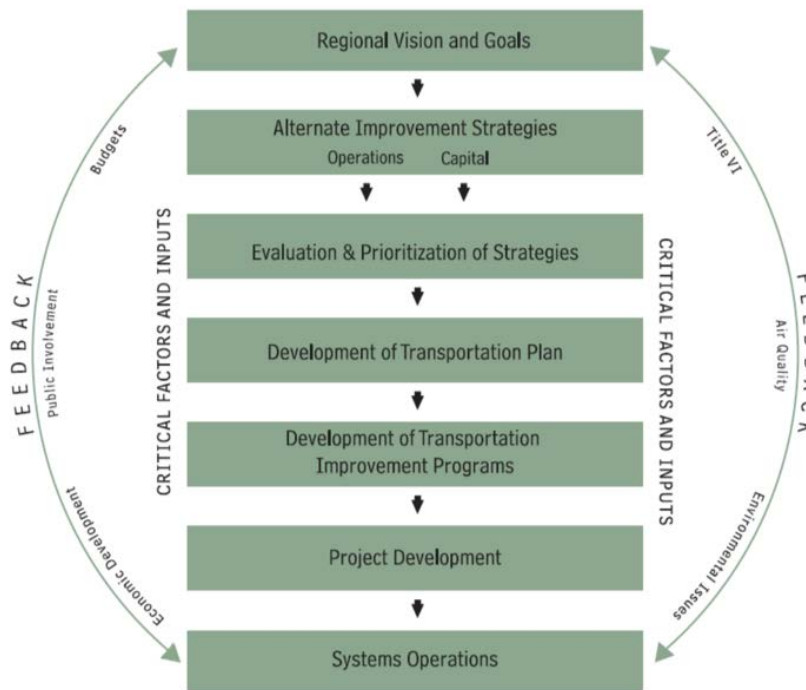 Regional Vision and Goals
Alternate Improvement Strategies
Operations Capital
Evaluation & Prioritization of Strategies
Development of Transportation Plan
Development of Transportation
Improvement Programs
Project Development
Systems Operations
FEEDBACK
Budgets
Public Involvement
Economic Development
CRITICAL FACTORS AND INPUTS
CRITICAL FACTORS AND INPUTS
Title VI
Air Quality
Environmental Issues
FEEDBACK